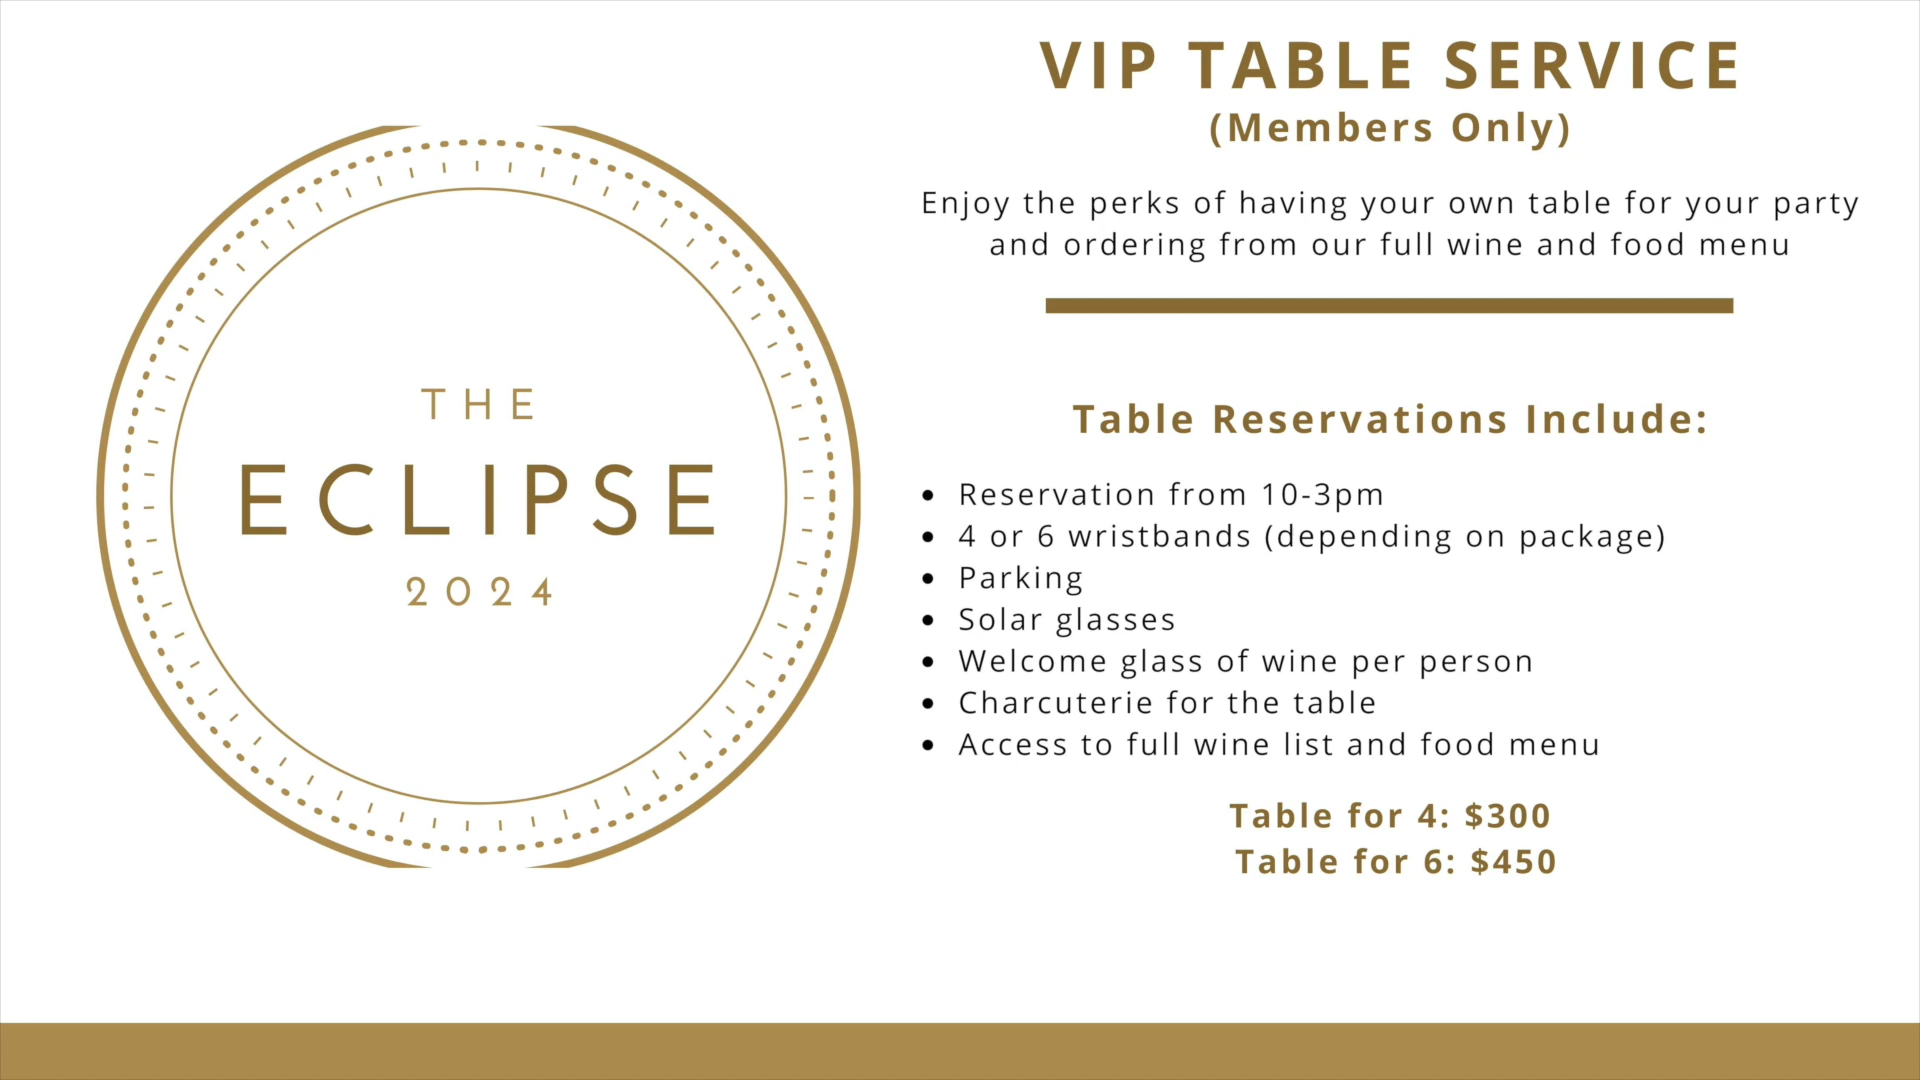 THE
ECLIPSE
2024
VIP TABLE SERVICE
(Members Only)
Enjoy the perks of having your own table for your party
and ordering from our full wine and food menu
Table Reservations Include:
• Reservation from 10-3pm
• 4 or 6 wristbands (depending on package)
• Parking
• Solar glasses
• Welcome glass of wine per person
• Charcuterie for the table
• Access to full wine list and food menu
Table for 4: $300
Table for 6: $450